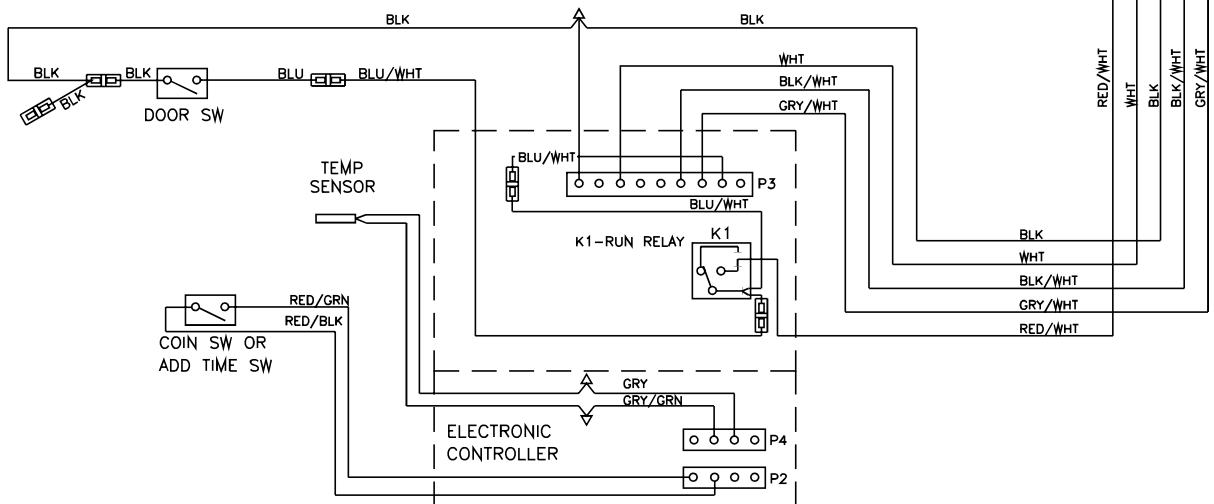 BLK
BLK
BLK
BLK
BLU
BLU/WHT
BLK
DOOR SW
WHT
BLK/WHT
GRY/WHT
RED/WHT
WHT
BLK
BLK/WHT
GRY/WHT
TEMP
SENSOR
BLU/WHT
P3
BLU/WHT
K1-RUN RELAY
K1
BLK
WHT
BLK/WHT
GRY/WHT
RED/WHT
RED/GRN
RED/BLK
COIN SW OR
ADD TIME SW
GRY
GRY/GRN
ELECTRONIC
CONTROLLER
P4
P2